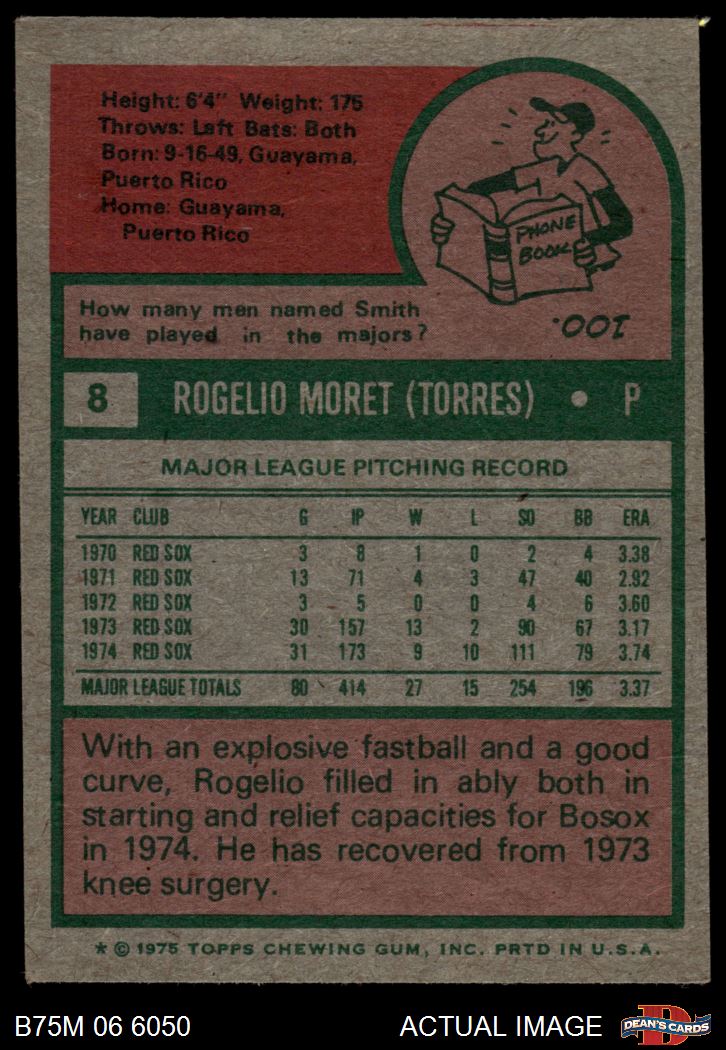 Height: 6'4" Weight: 175
Throws: Left Bats: Both
Born: 9-16-49, Guayama,
Puerto Rico
Home: Guayama,
Puerto Rico
PHONE
BOOK
How many men named Smith
have played in the majors?
100.
8 ROGELIO MORET (TORRES) • P
MAJOR LEAGUE PITCHING RECORD
YEAR CLUB G IP W L SO BB ERA
1970 RED SOX 3 8 1 0 2 4 3.38
1971 RED SOX 13 71 4 3 47 40 2.92
1972 RED SOX 3 5 0 0 4 6 3.60
1973 RED SOX 30 157 13 2 90 67 3.17
1974 RED SOX 31 173 9 10 111 79 3.74
MAJOR LEAGUE TOTALS 80 414 27 15 254 196 3.37
With an explosive fastball and a good
curve, Rogelio filled in ably both in
starting and relief capacities for Bosox
in 1974. He has recovered from 1973
knee surgery.
* © 1975 TOPPS CHEWING GUM, INC. PRTD IN U.S.A.
B75M 06 6050 ACTUAL IMAGE
D
DEAN'S CARDS